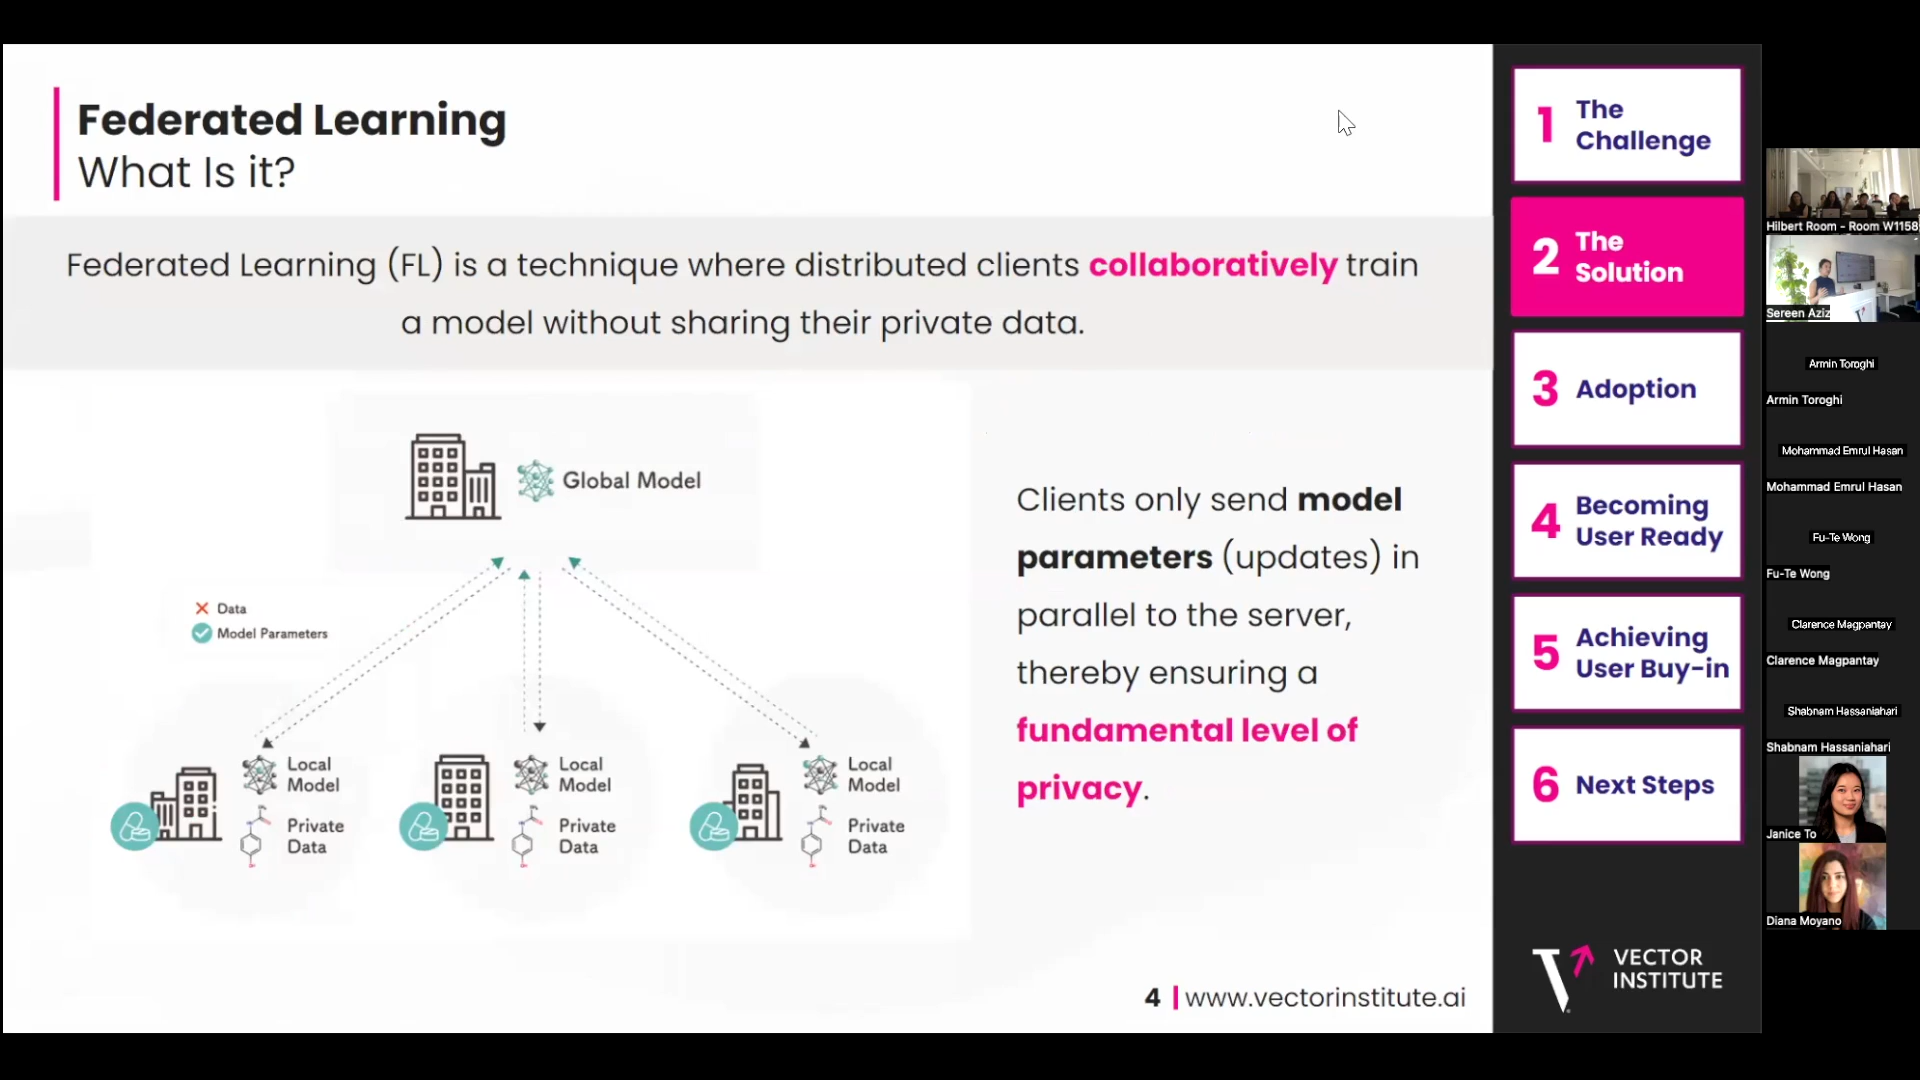 Federated Learning
What Is it?
Federated Learning (FL) is a technique where distributed clients collaboratively train
a model without sharing their private data.
Global Model
Data
Model Parameters
Local
Model
Private
Data
Local
Model
Private
Data
Local
Model
Private
Data
Clients only send model
parameters (updates) in
parallel to the server,
thereby ensuring a
fundamental level of
privacy.
4 | www.vectorinstitute.ai
1 The
Challenge
2 The
Solution
3 Adoption
4 Becoming
User Ready
5 Achieving
User Buy-in
6 Next Steps
VECTOR
INSTITUTE
Hilbert Room - Room W1158
Sereen Aziz
Armin Toroghi
Armin Toroghi
Mohammad Emrul Hasan
Mohammad Emrul Hasan
Fu-Te Wong
Fu-Te Wong
Clarence Magpantay
Clarence Magpantay
Shabnam Hassaniahari
Shabnam Hassaniahari
Janice To
Diana Moyano